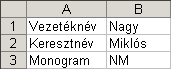 A B
1 Vezetéknév Nagy
2 Keresztnév Miklós
3 Monogram NM